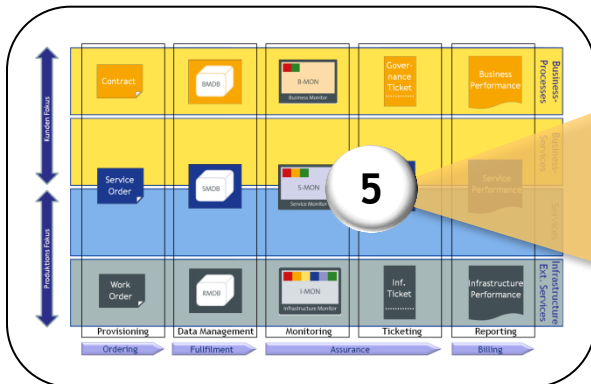 Kunden Fokus
Produktions Fokus
Contract
BMDB
B-MON
Business Monitor
Gover-
nance
Ticket
Business
Performance
Business-
Processes
Service
Order
SMDB
S-MON
Service Monitor
5
Service Performance
Business-
Services
Services
Work
Order
RMDB
I-MON
Infrastructure Monitor
Inf.
Ticket
Infrastructure
Performance
Infrastructure
Ext. Services
Provisioning
Data Management
Monitoring
Ticketing
Reporting
Ordering
Fullfilment
Assurance
Billing